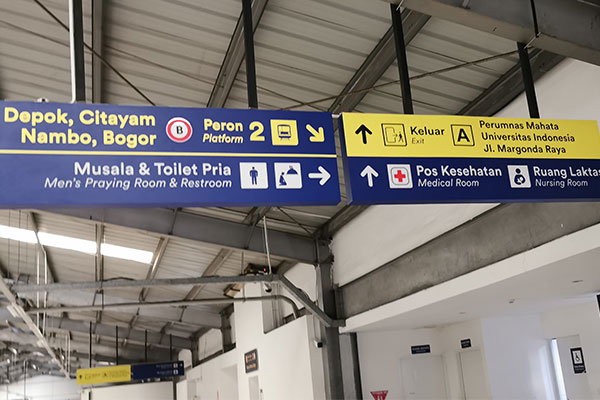 Depok, Citayam
Nambo, Bogor
B
Peron 2
Platform
Musala & Toilet Pria
Men's Praying Room & Restroom
Keluar
Exit
A
Perumnas Mahata
Universitas Indonesia
Jl. Margonda Raya
Pos Kesehatan
Medical Room
Ruang Laktas
Nursing Room